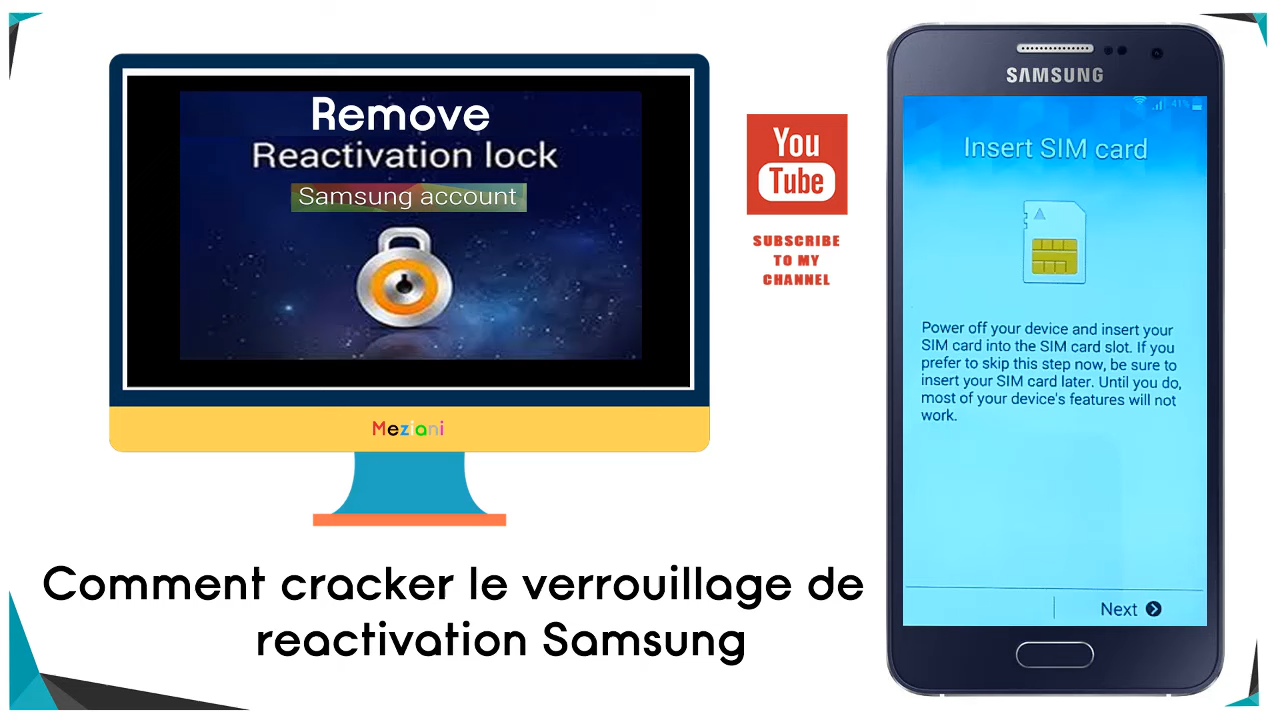 Remove
Reactivation lock
Samsung account
Meziani
You
Tube
SUBSCRIBE
TO MY
CHANNEL
Comment cracker le verrouillage de
reactivation Samsung
SAMSUNG
41%
Insert SIM card
Power off your device and insert your
SIM card into the SIM card slot. If you
prefer to skip this step now, be sure to
insert your SIM card later. Until you do,
most of your device's features will not
work.
Next